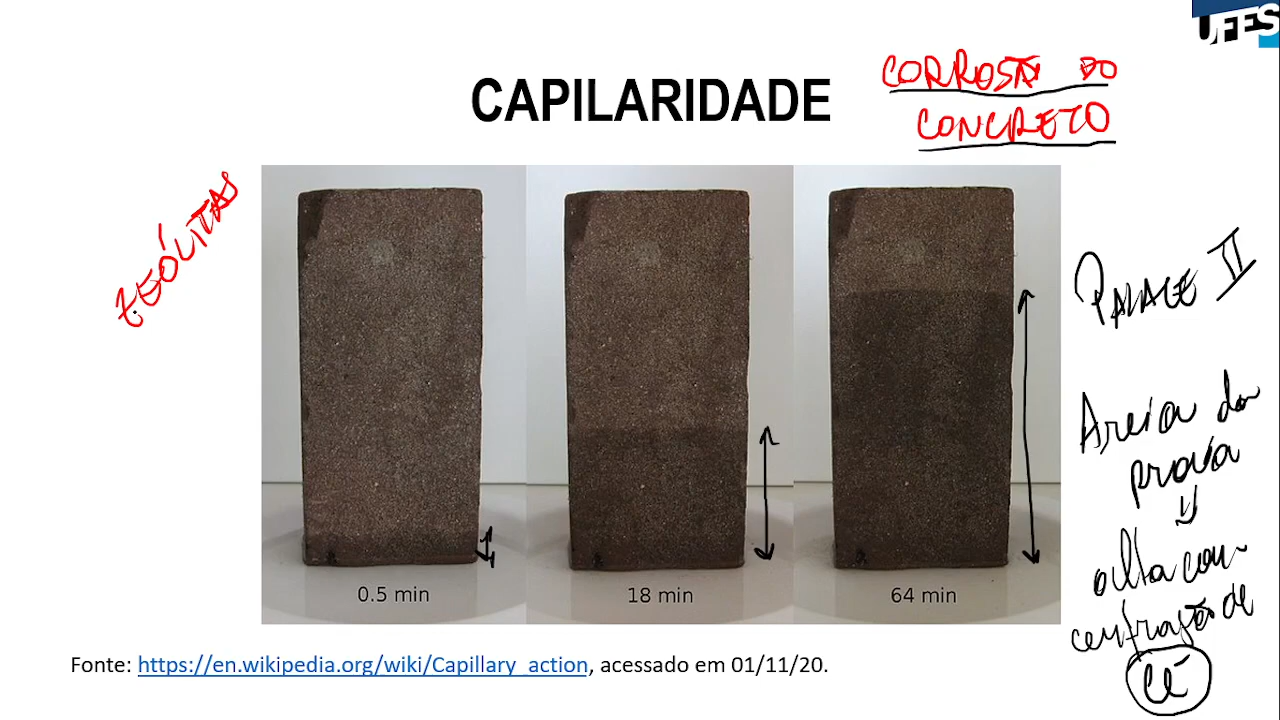 UFES
CAPILARIDADE
CORROSÃO DO
CONCRETO
ZEÓLITAS
PALACE II
Areia da
praia
alta con-
centração de
Cl⁻
0.5 min
18 min
64 min
Fonte: https://en.wikipedia.org/wiki/Capillary_action, acessado em 01/11/20.